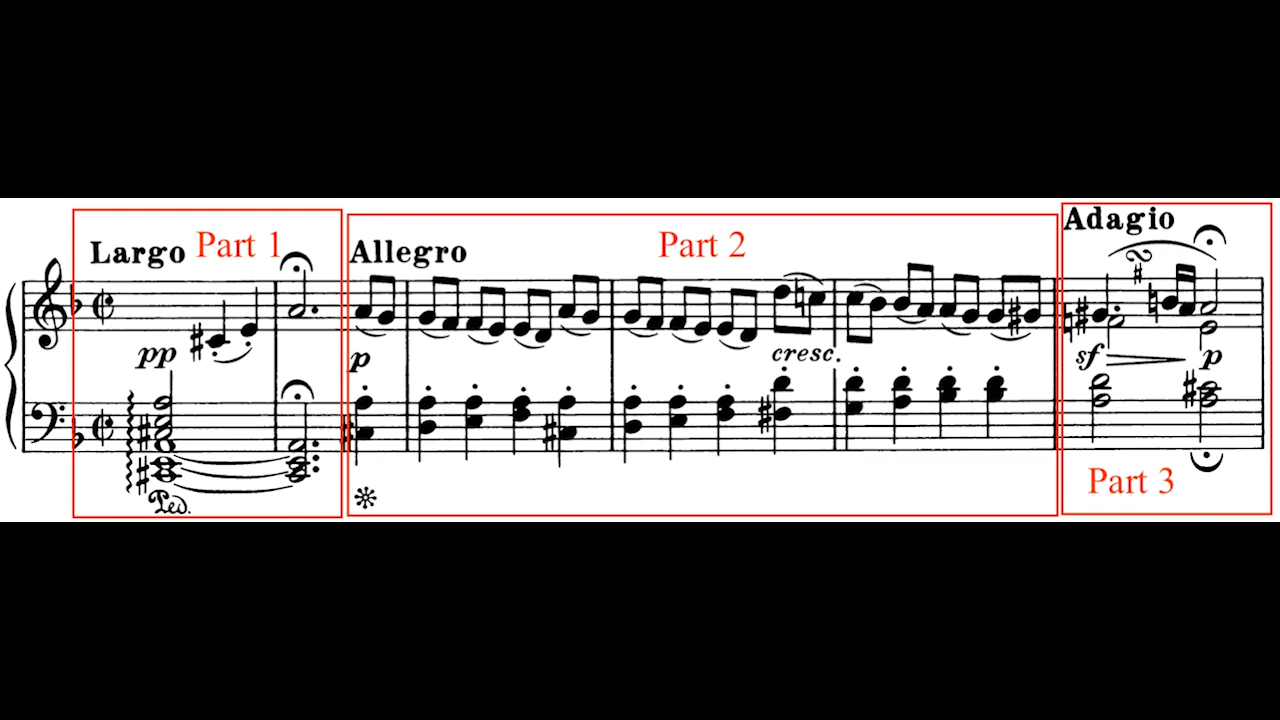 Largo Part 1
Allegro
Part 2
Adagio
pp
p
cresc.
sf
p
Ped.
Part 3